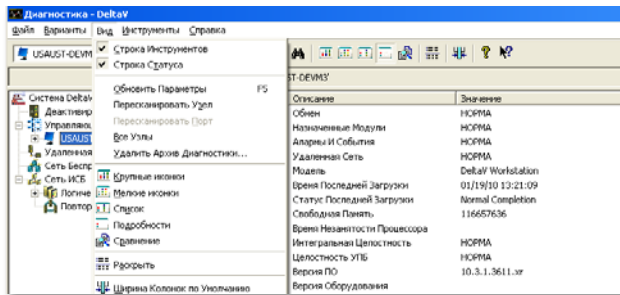 Диагностика - DeltaV
Файл Варианты Вид Инструменты Справка
USAUST-DEVM
Строка Инструментов
Строка Статуса
Обновить Параметры F5
Пересканировать Узел
Пересканировать Порт
Все Узлы
Удалить Архив Диагностики...
Крупные иконки
Мелкие иконки
Список
Подробности
Сравнение
Раскрыть
Ширина Колонок по Умолчанию
Система DeltaV
Деактивир
Управляющ
USAUST
Удаленная
Сеть Беспр
Сеть ИСБ
Логиче
Повтор
ST-DEVM3'
Описание Значение
Обмен НОРМА
Назначенные Модули НОРМА
Алармы И События НОРМА
Удаленная Сеть НОРМА
Модель DeltaV Workstation
Время Последней Загрузки 01/19/10 13:21:09
Статус Последней Загрузки Normal Completion
Свободная Память 116657636
Время Незанятости Процессора
Интегральная Целостность НОРМА
Целостность УПБ НОРМА
Версия ПО 10.3.1.3611.xr
Версия Оборудования